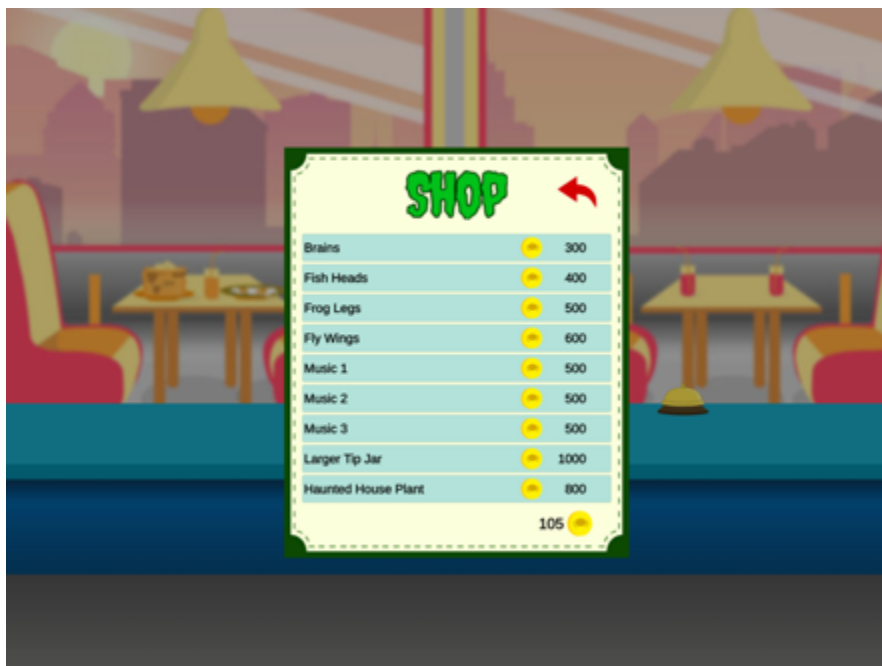 SHOP
Brains 300
Fish Heads 400
Frog Legs 500
Fly Wings 600
Music 1 500
Music 2 500
Music 3 500
Larger Tip Jar 1000
Haunted House Plant 800
105